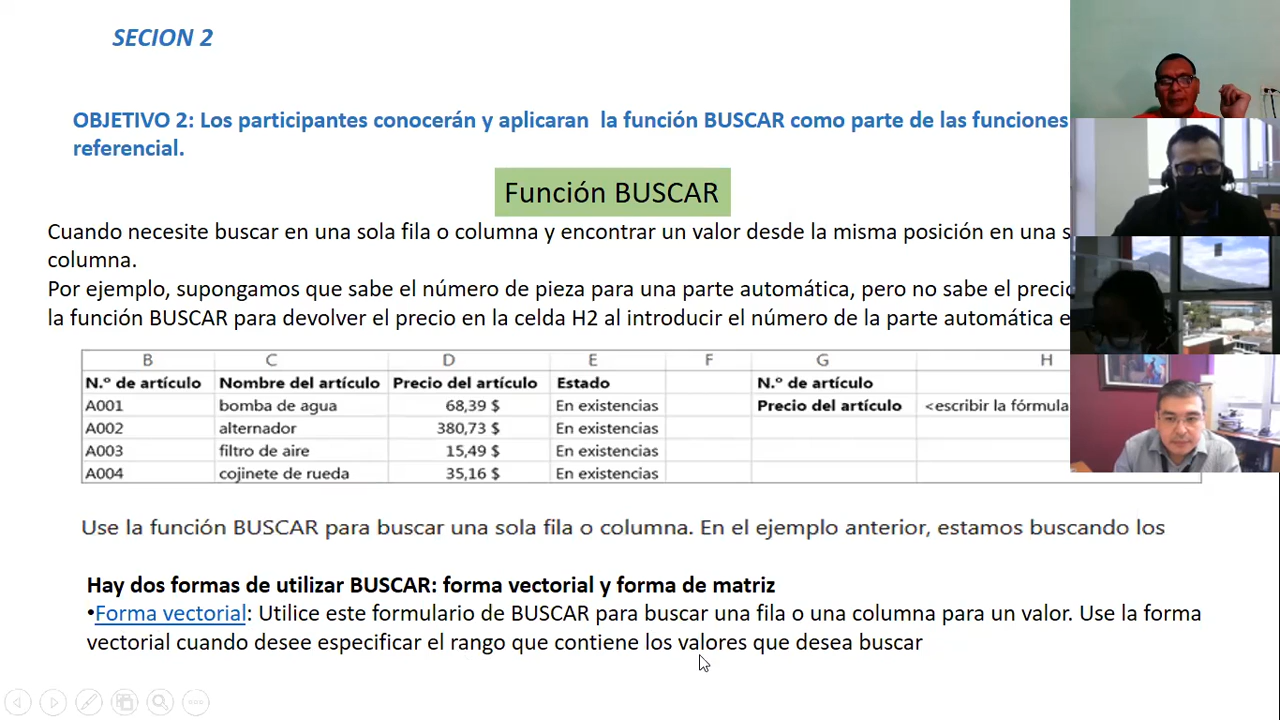 SECION 2
OBJETIVO 2: Los participantes conocerán y aplicaran la función BUSCAR como parte de las funciones
referencial.
Función BUSCAR
Cuando necesite buscar en una sola fila o columna y encontrar un valor desde la misma posición en una s
columna.
Por ejemplo, supongamos que sabe el número de pieza para una parte automática, pero no sabe el precio
la función BUSCAR para devolver el precio en la celda H2 al introducir el número de la parte automática e
B C D E F G H
N.º de artículo Nombre del artículo Precio del artículo Estado N.º de artículo
A001 bomba de agua 68,39 $ En existencias Precio del artículo <escribir la fórmula
A002 alternador 380,73 $ En existencias
A003 filtro de aire 15,49 $ En existencias
A004 cojinete de rueda 35,16 $ En existencias
Use la función BUSCAR para buscar una sola fila o columna. En el ejemplo anterior, estamos buscando los
Hay dos formas de utilizar BUSCAR: forma vectorial y forma de matriz
•Forma vectorial: Utilice este formulario de BUSCAR para buscar una fila o una columna para un valor. Use la forma
vectorial cuando desee especificar el rango que contiene los valores que desea buscar